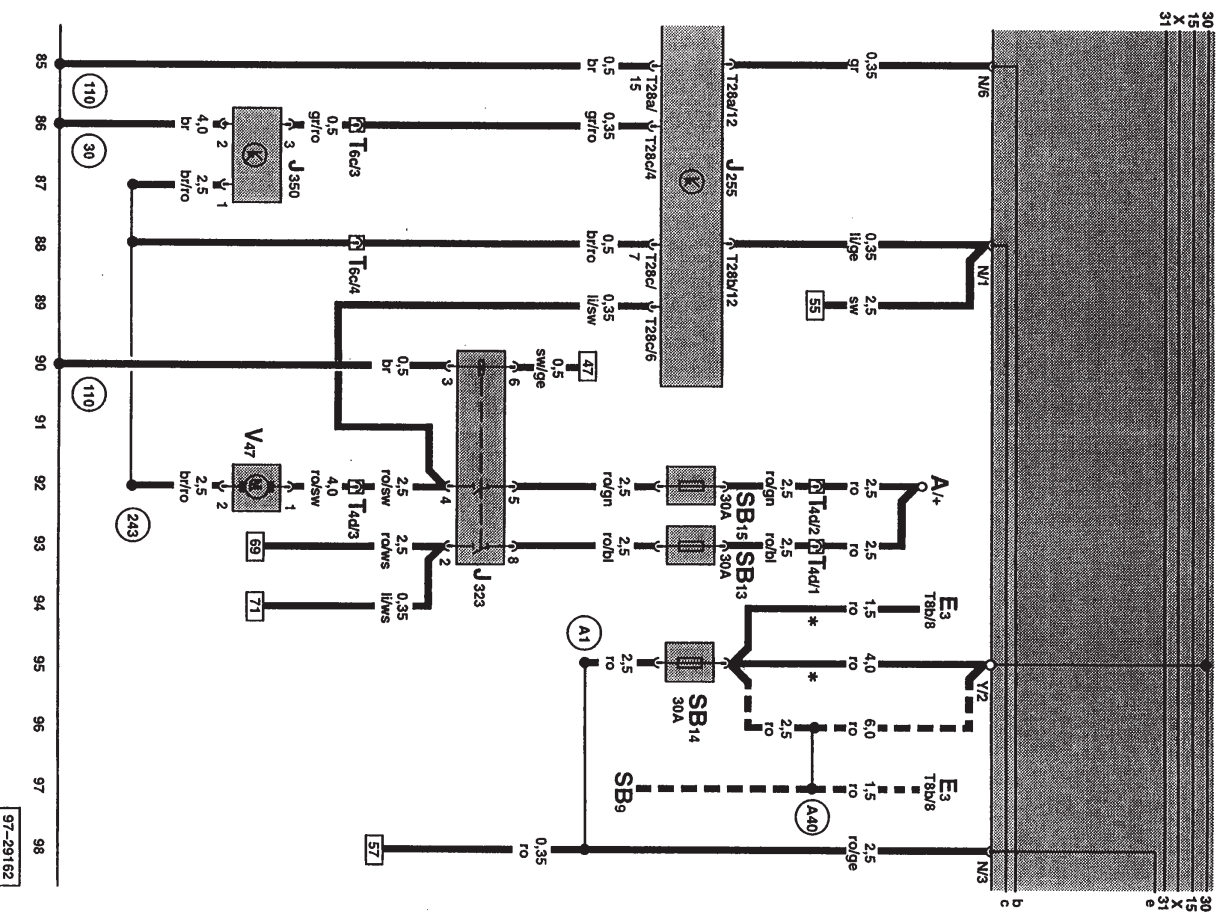 30
15
X
31
30
15
X
31
b
c
e
N/6
N/1
Y/2
N/3
0,35
gr
T28a/12
J255
T28a/
15
0,5
br
85
110
T28c/4
0,35
gr/ro
T6c/3
0,5
gr/ro
3
J350
2
1
4,0
br
86
30
2,5
br/ro
87
0,35
li/ge
T28b/12
T28c/
7
0,5
br/ro
T6c/4
88
2,5
sw
55
T28c/6
0,35
li/sw
89
47
0,5
sw/ge
6
3
0,5
br
90
110
91
A/+
2,5
ro
T4d/2
2,5
ro/gn
SB15
30A
2,5
ro/gn
5
4
2,5
ro/sw
T4d/3
4,0
ro/sw
1
V47
M
2
2,5
br/ro
243
92
2,5
ro
T4d/1
2,5
ro/bl
SB13
30A
2,5
ro/bl
8
2
J323
2,5
ro/ws
69
93
0,35
li/ws
71
94
E3
T8b/8
1,5
ro
*
4,0
ro
*
SB14
30A
2,5
ro
A1
95
6,0
ro
2,5
ro
96
E3
T8b/8
1,5
ro
A40
SB9
97
2,5
ro/ge
0,35
ro
57
98
97-29162